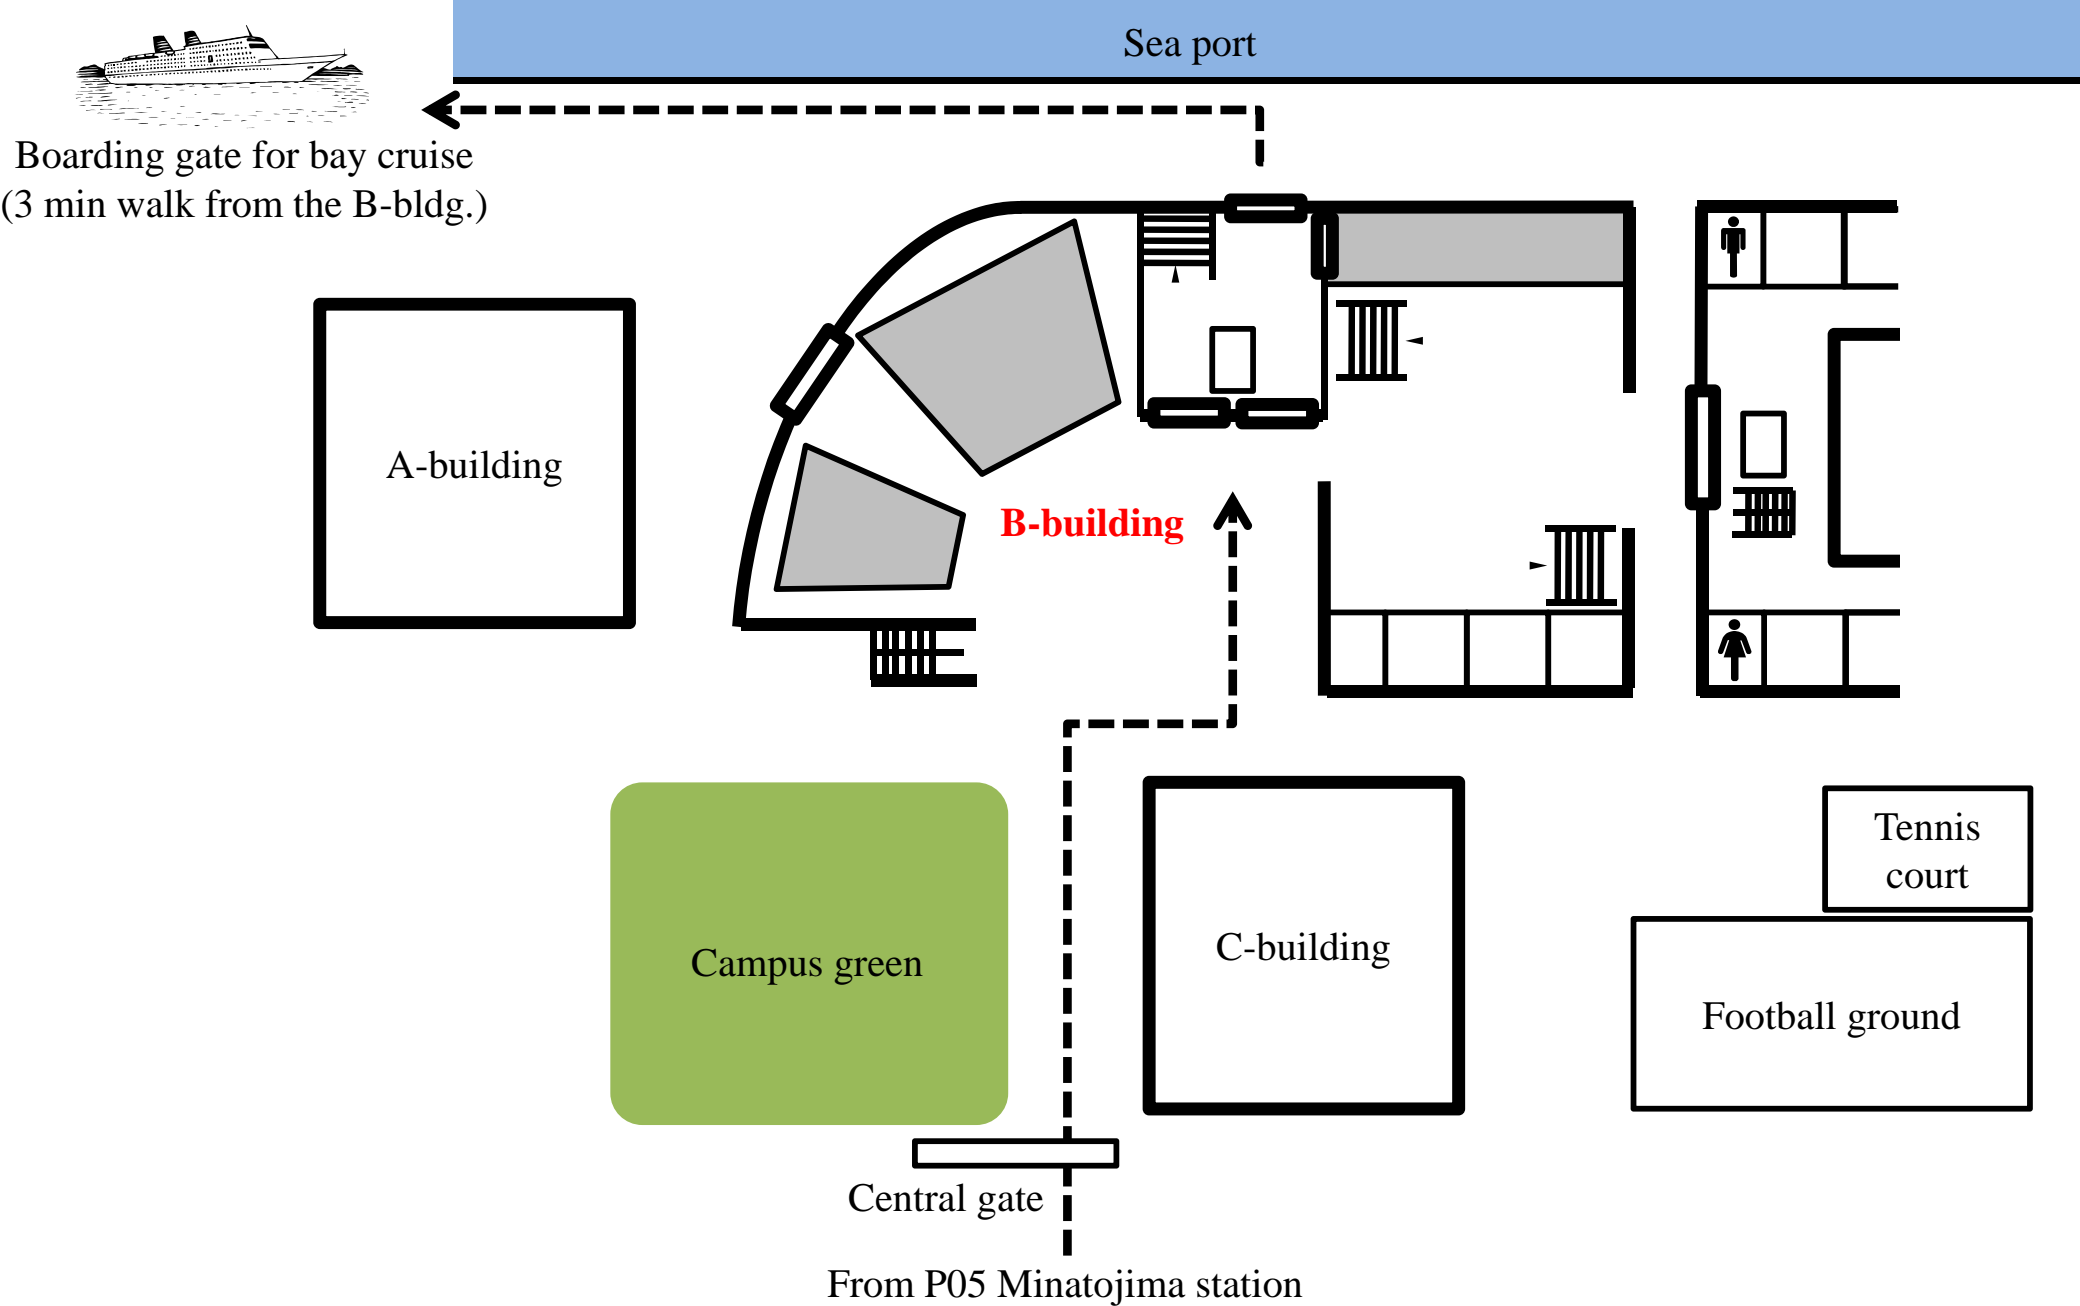 Sea port
Boarding gate for bay cruise
(3 min walk from the B-bldg.)
A-building
B-building
Tennis
court
Campus green
C-building
Football ground
Central gate
From P05 Minatojima station